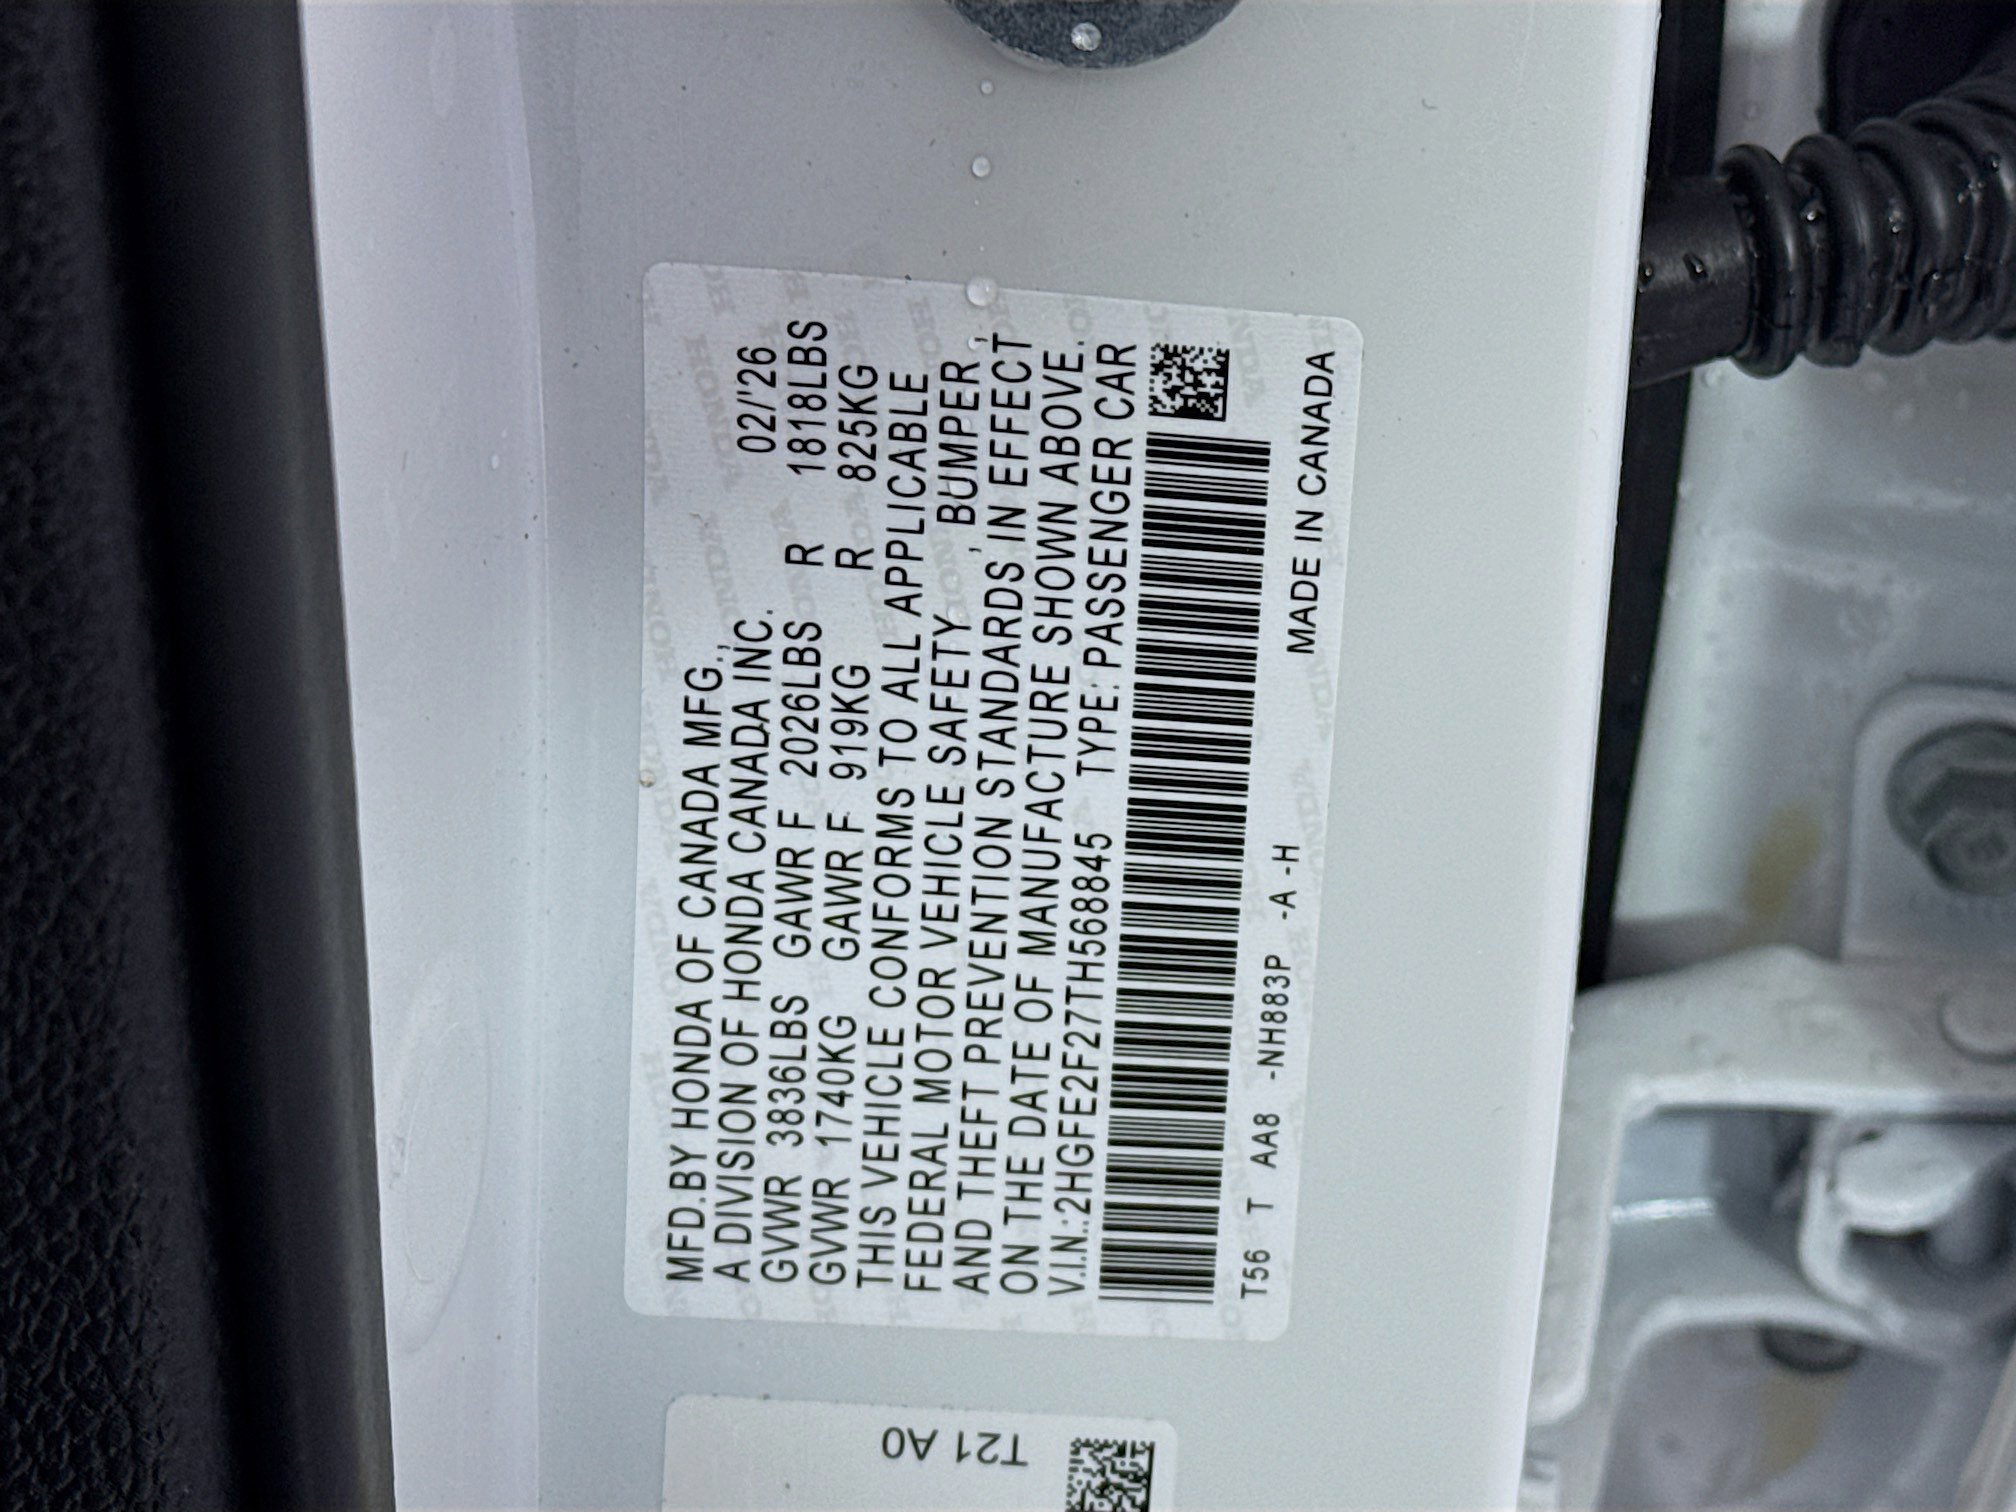 MFD.BY HONDA OF CANADA MFG.,
A DIVISION OF HONDA CANADA INC. 02/'26
GVWR 3836LBS GAWR F 2026LBS R 1818LBS
GVWR 1740KG GAWR F 919KG R 825KG
THIS VEHICLE CONFORMS TO ALL APPLICABLE
FEDERAL MOTOR VEHICLE SAFETY , BUMPER ,
AND THEFT PREVENTION STANDARDS IN EFFECT
ON THE DATE OF MANUFACTURE SHOWN ABOVE.
V.I.N.:2HGFE2F27TH568845 TYPE: PASSENGER CAR
T56 T AA8 -NH883P -A -H MADE IN CANADA
T21 A0